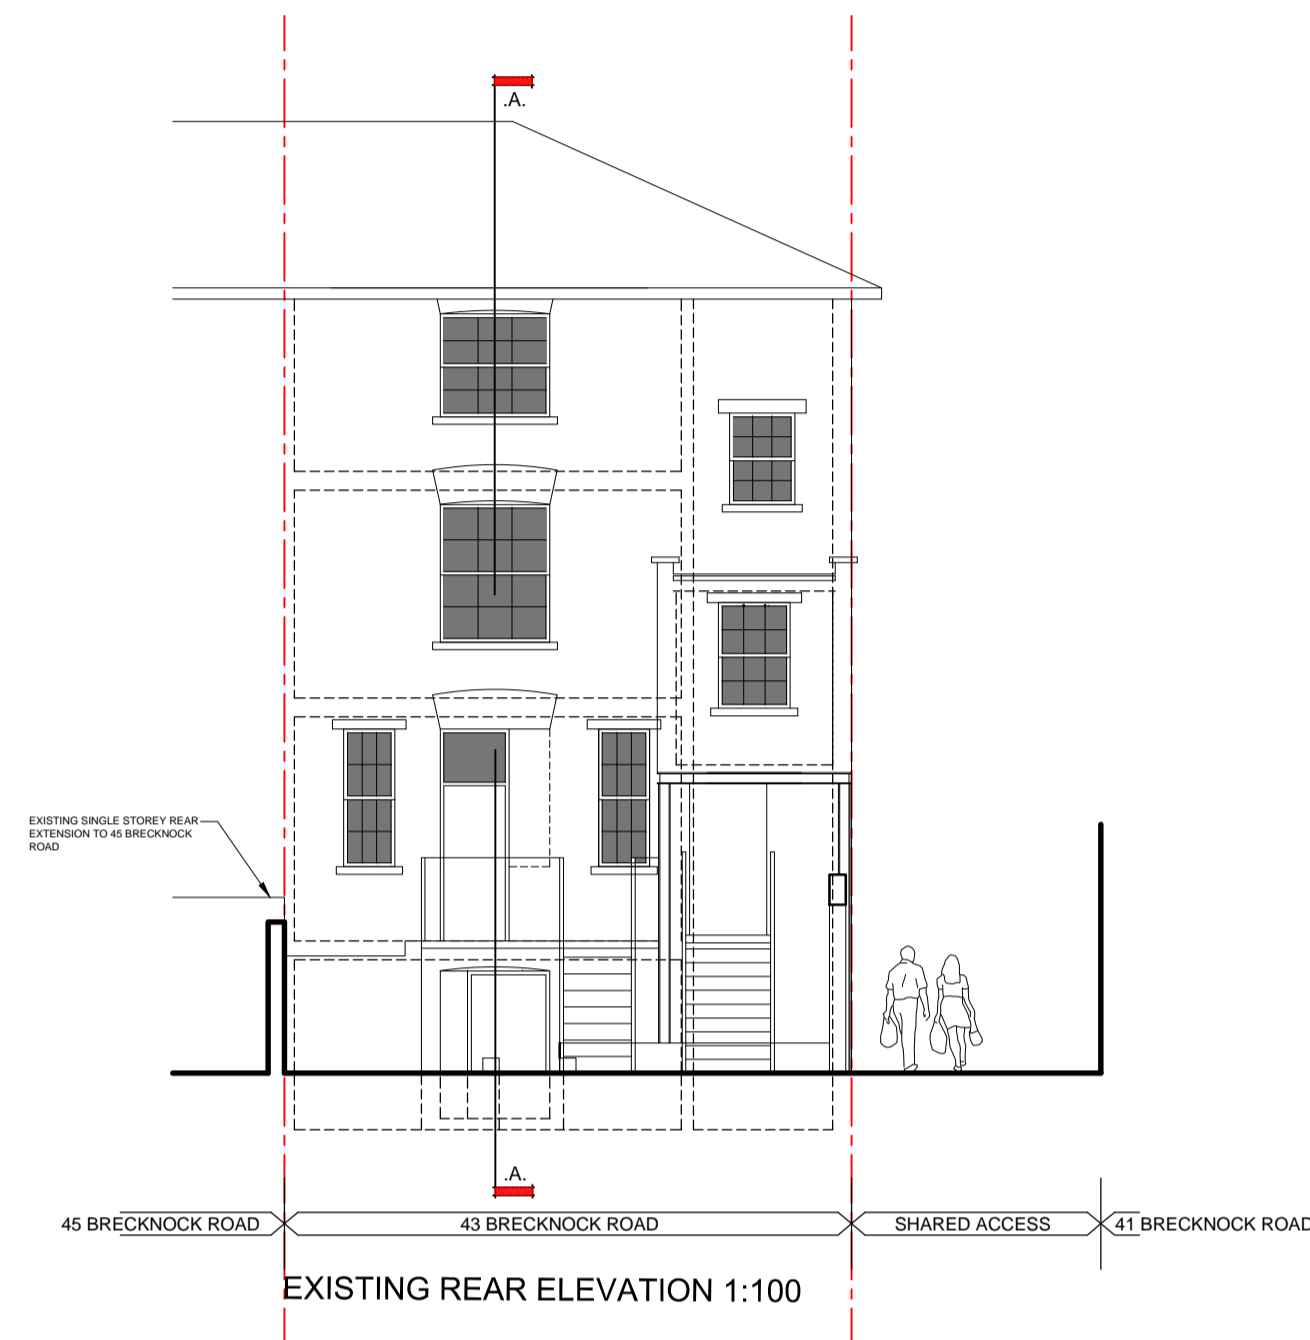 .A.
EXISTING SINGLE STOREY REAR
EXTENSION TO 45 BRECKNOCK
ROAD
.A.
45 BRECKNOCK ROAD
43 BRECKNOCK ROAD
SHARED ACCESS
41 BRECKNOCK ROAD
EXISTING REAR ELEVATION 1:100